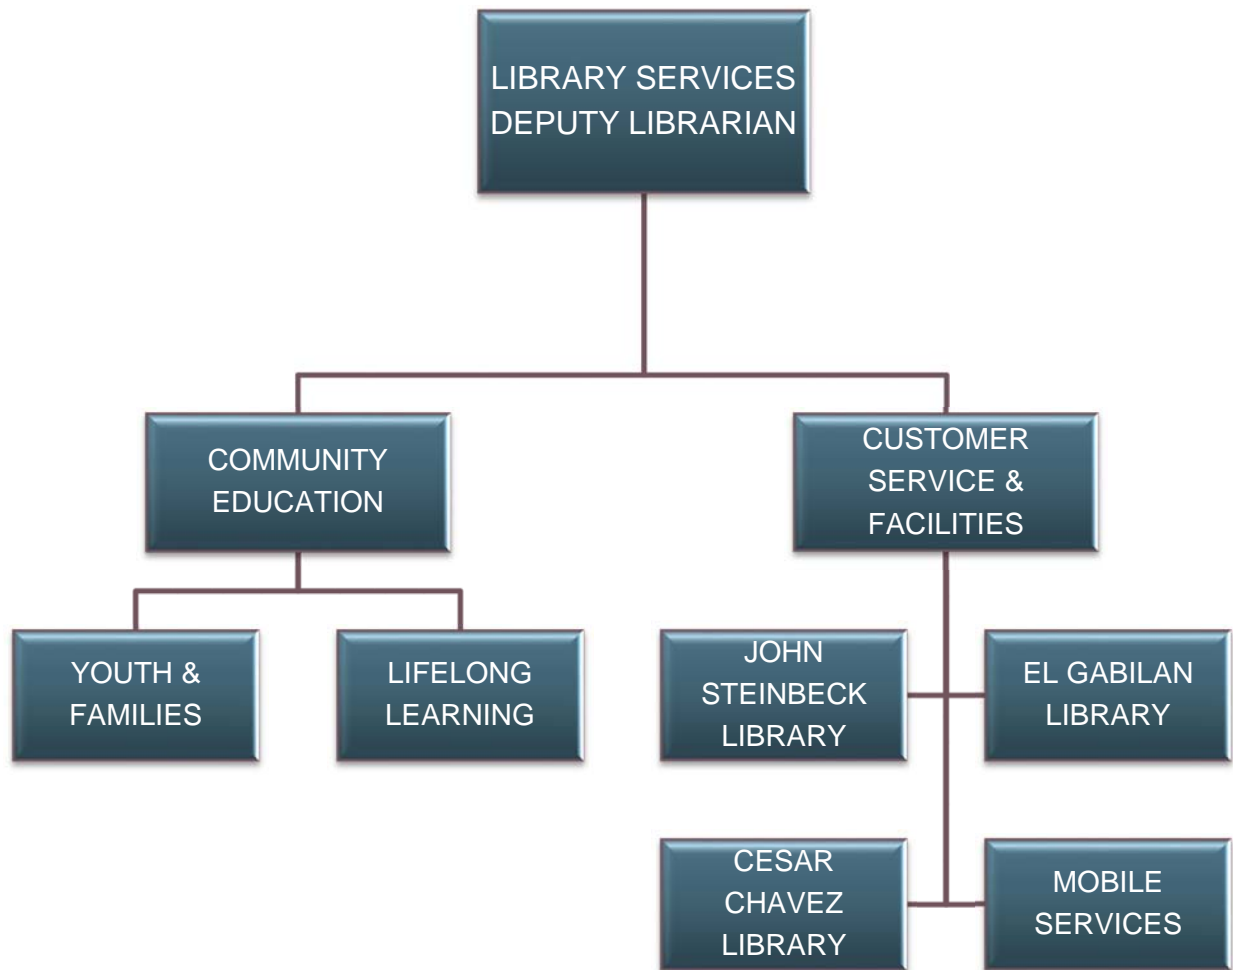 LIBRARY SERVICES
DEPUTY LIBRARIAN
COMMUNITY
EDUCATION
CUSTOMER
SERVICE &
FACILITIES
YOUTH &
FAMILIES
LIFELONG
LEARNING
JOHN
STEINBECK
LIBRARY
EL GABILAN
LIBRARY
CESAR
CHAVEZ
LIBRARY
MOBILE
SERVICES